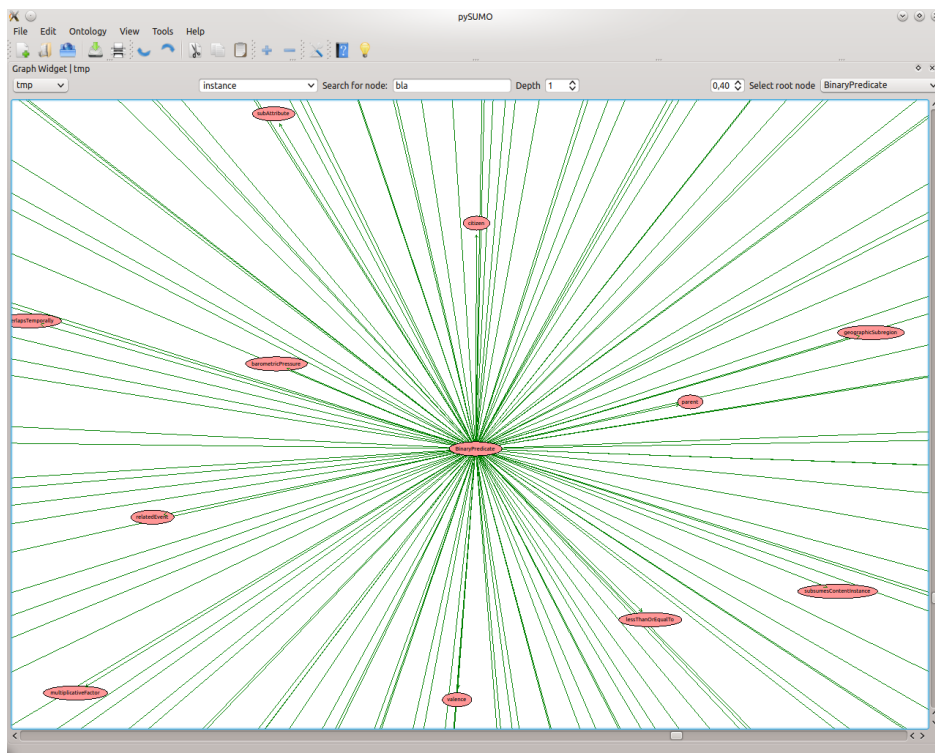 pySUMO
File Edit Ontology View Tools Help
Graph Widget | tmp
tmp instance Search for node: bla Depth 1 0,40 Select root node BinaryPredicate
subAttribute
citizen
erlapsTemporally
geographicSubregion
barometricPressure
parent
BinaryPredicate
relatedEvent
subsumesContentInstance
lessThanOrEqualTo
multiplicativeFactor
valence